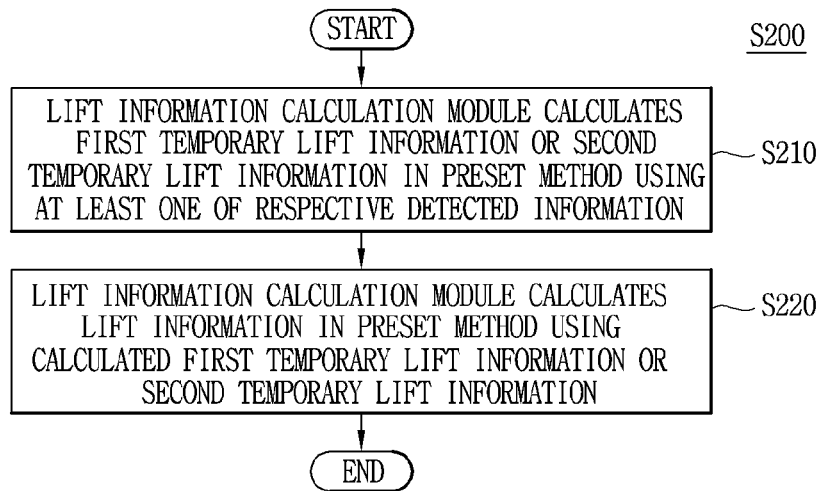 START
S200
LIFT INFORMATION CALCULATION MODULE CALCULATES
FIRST TEMPORARY LIFT INFORMATION OR SECOND
TEMPORARY LIFT INFORMATION IN PRESET METHOD USING
AT LEAST ONE OF RESPECTIVE DETECTED INFORMATION
S210
LIFT INFORMATION CALCULATION MODULE CALCULATES
LIFT INFORMATION IN PRESET METHOD USING
CALCULATED FIRST TEMPORARY LIFT INFORMATION OR
SECOND TEMPORARY LIFT INFORMATION
S220
END